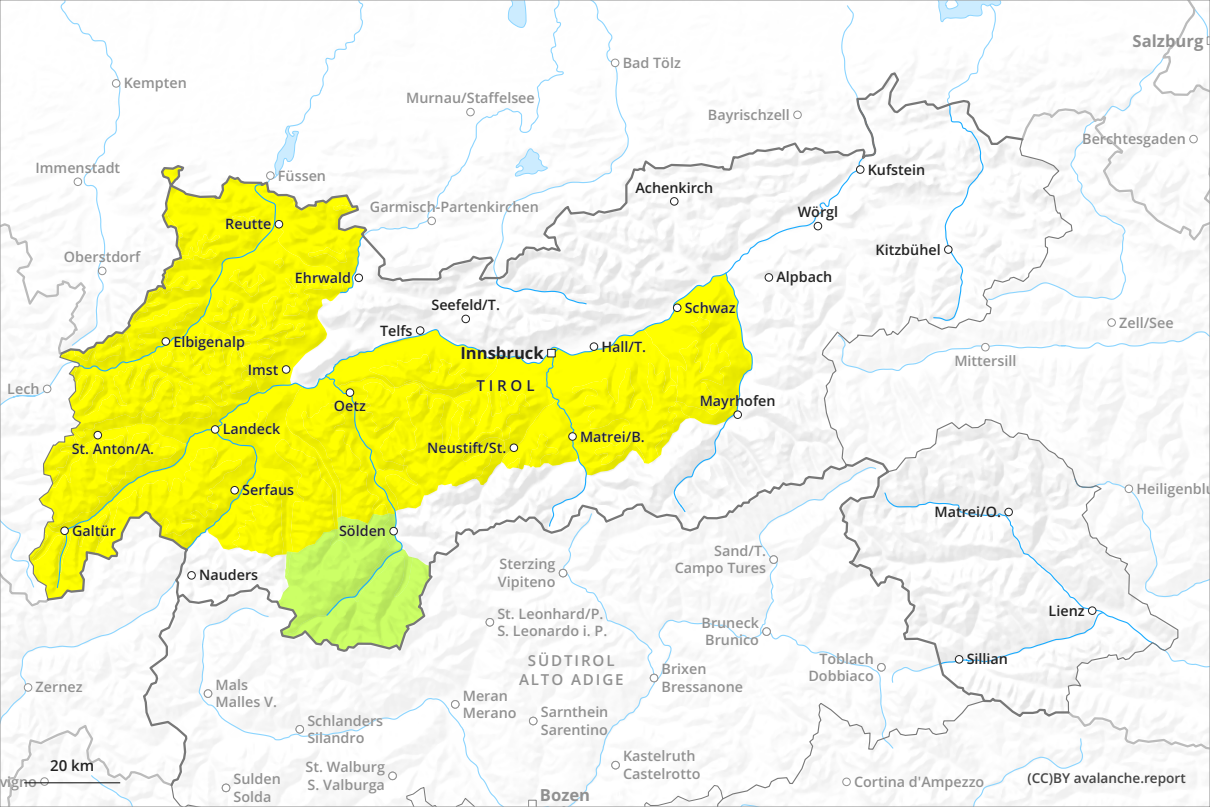 Salzburg
Bad Tölz
Kempten
Murnau/Staffelsee
Bayrischzell
Berchtesgaden
Immenstadt
Füssen
Kufstein
Achenkirch
Garmisch-Partenkirchen
Wörgl
Reutte
Kitzbühel
Oberstdorf
Ehrwald
Alpbach
Seefeld/T.
Schwaz
Zell/See
Telfs
Elbigenalp
Innsbruck
Hall/T.
Mittersill
Imst
TIROL
Lech
Oetz
Mayrhofen
Landeck
Matrei/B.
St. Anton/A.
Neustift/St.
Serfaus
Heiligenblu
Matrei/O.
Galtür
Sölden
Sand/T.
Campo Tures
Sterzing
Vipiteno
Nauders
Lienz
St. Leonhard/P.
S. Leonardo i. P.
Bruneck
Brunico
SÜDTIROL
ALTO ADIGE
Toblach
Dobbiaco
Sillian
Brixen
Bressanone
Zernez
Mals
Malles V.
Meran
Merano
Sarnthein
Sarentino
Schlanders
Silandro
Kastelruth
Castelrotto
20 km
St. Walburg
S. Valburga
vigno
Sulden
Solda
Cortina d'Ampezzo
(CC)BY avalanche.report
Bozen